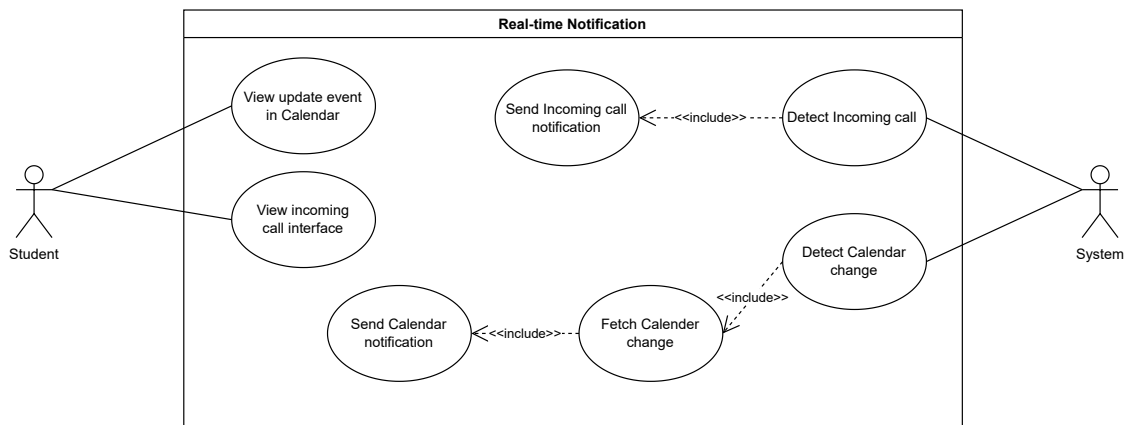 Real-time Notification
View update event
in Calendar
Send Incoming call
notification
<<include>>
Detect Incoming call
View incoming
call interface
Student
System
Detect Calendar
change
<<include>>
Send Calendar
notification
<<include>>
Fetch Calender
change